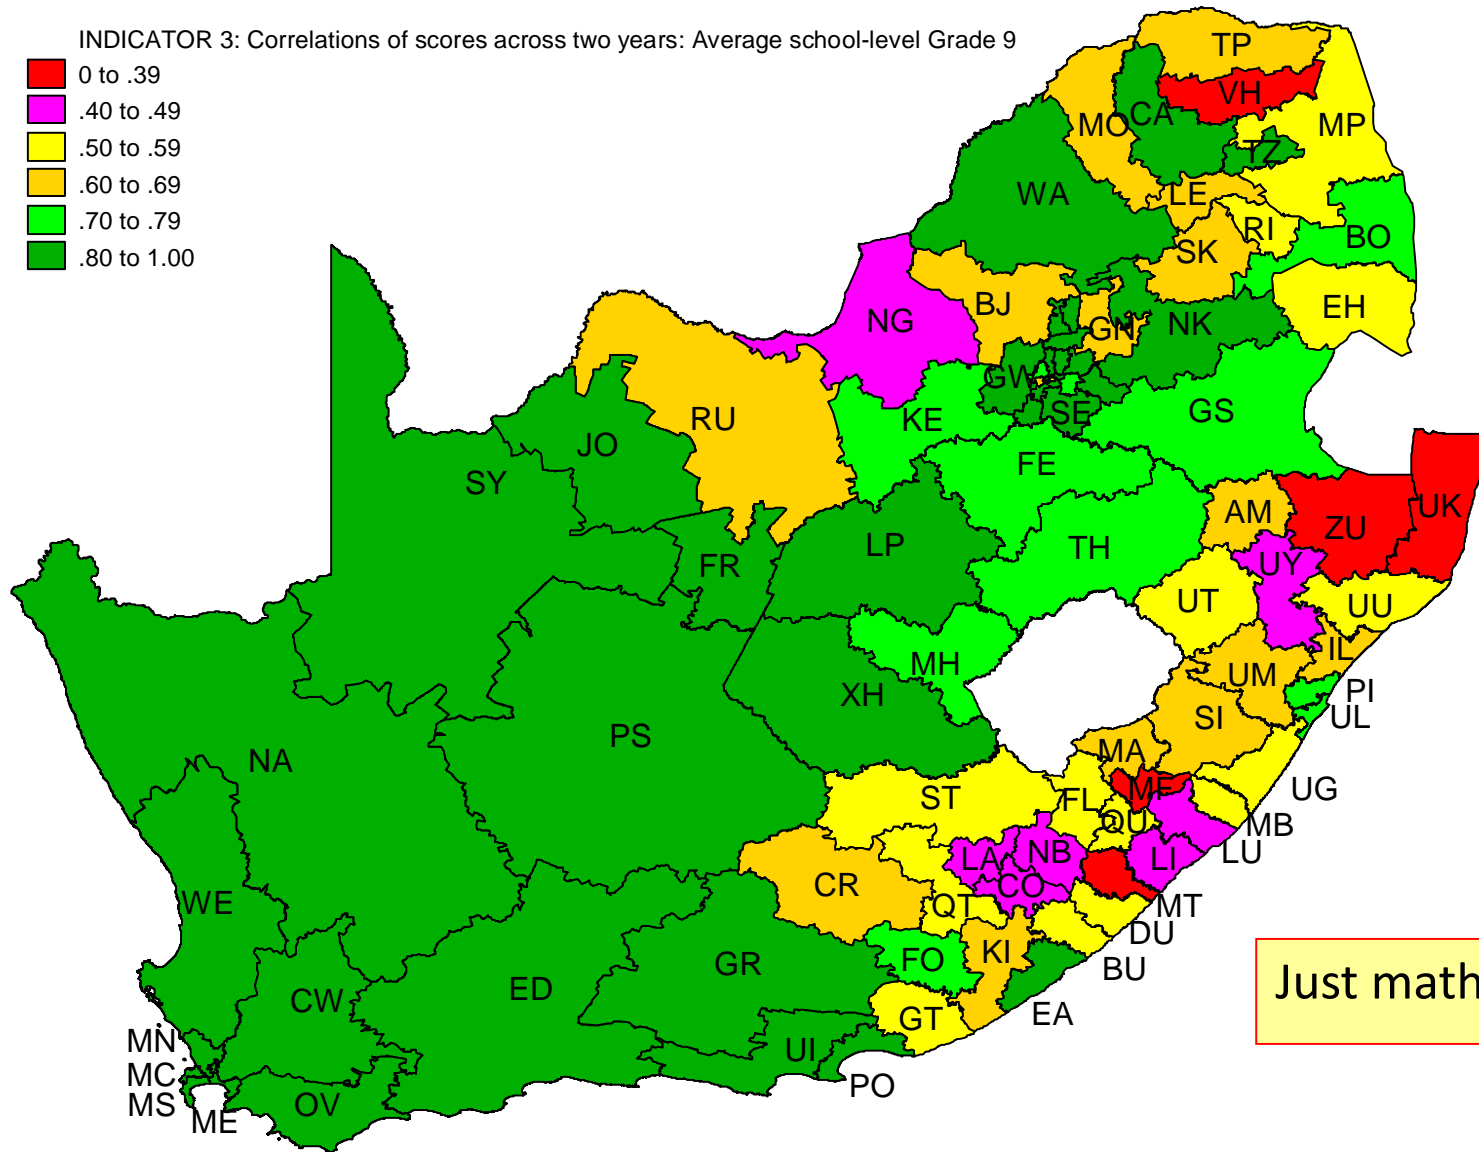 INDICATOR 3: Correlations of scores across two years: Average school-level Grade 9
0 to .39
.40 to .49
.50 to .59
.60 to .69
.70 to .79
.80 to 1.00
TP
VH
CA
MO
MP
TZ
WA
LE
RI
BO
SK
BJ
EH
NG
GN
NK
GW
SE
GS
RU
KE
JO
FE
SY
AM
UK
ZU
LP
TH
FR
UY
UT
UU
IL
MH
UM
XH
PI
UL
SI
PS
MA
NA
ME
UG
ST
FL
QU
MB
LU
LA
NB
LI
CO
CR
WE
QT
MT
DU
KI
FO
GR
BU
ED
CW
EA
GT
Just math
MN
UI
MC
PO
MS
OV
ME